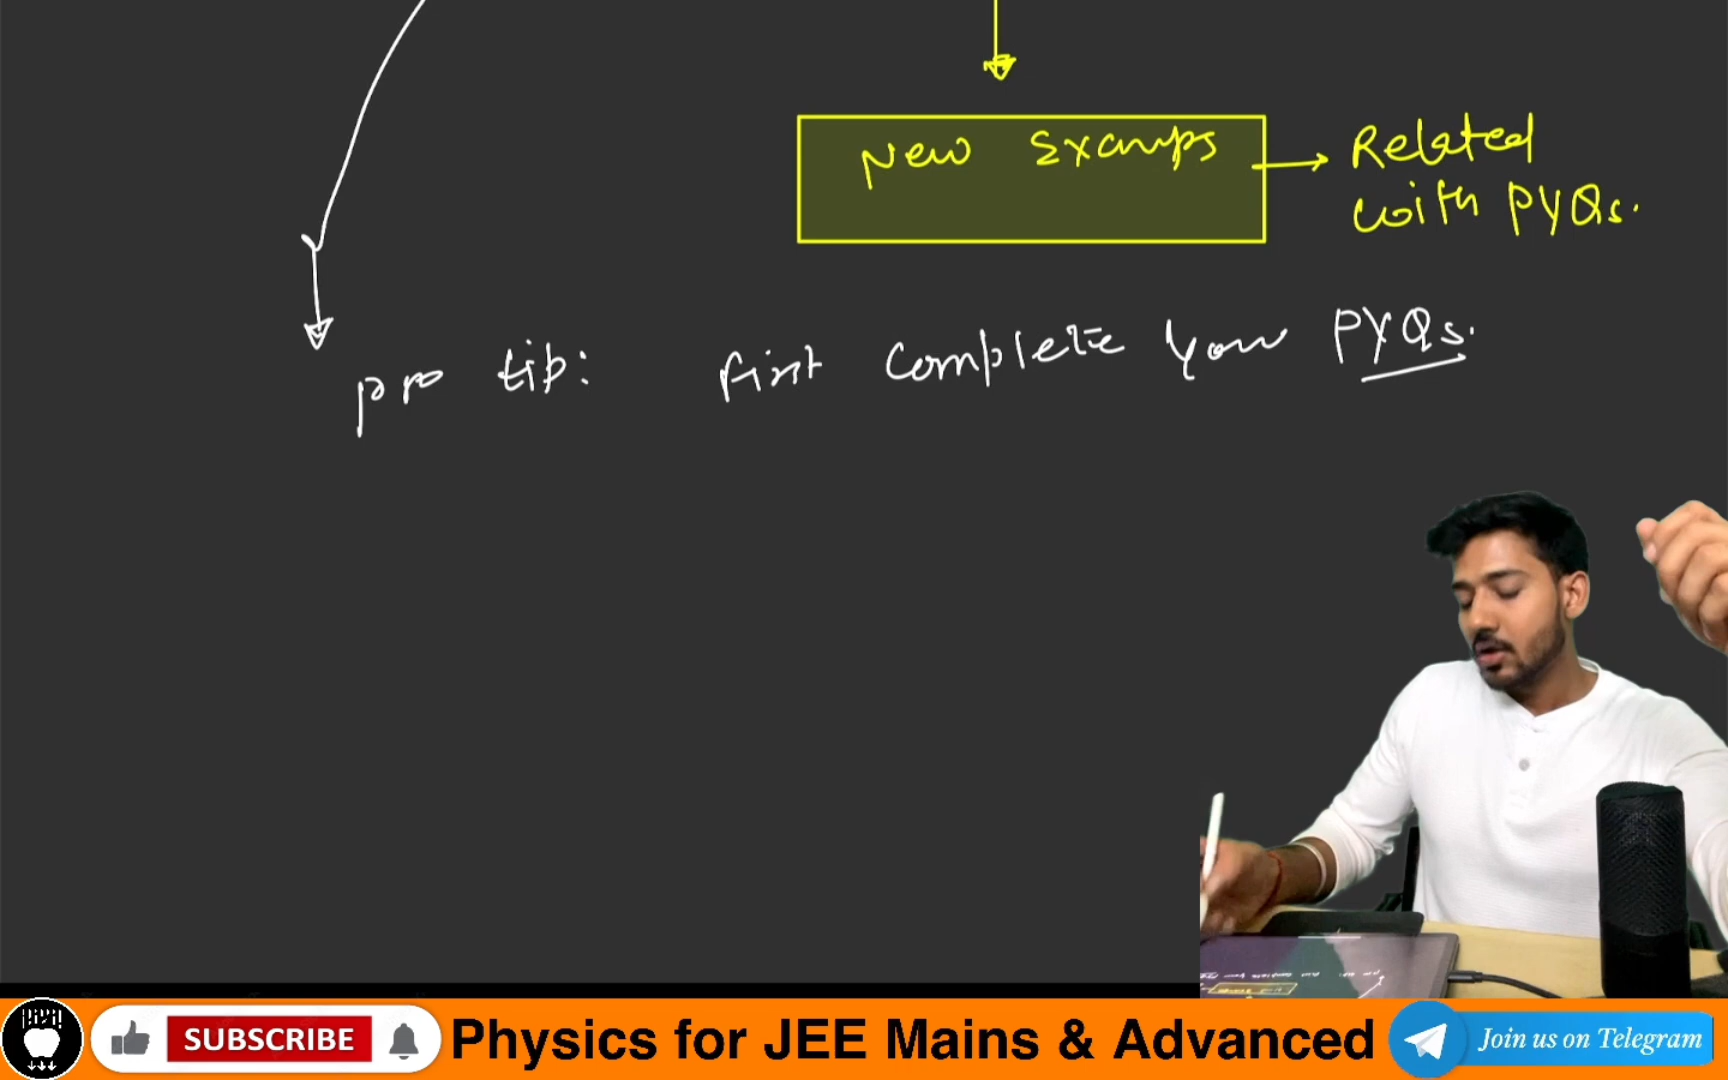 New Examps
Related
with PYQs.
pro tip: first complete your PYQs.
SUBSCRIBE
Physics for JEE Mains & Advanced
Join us on Telegram